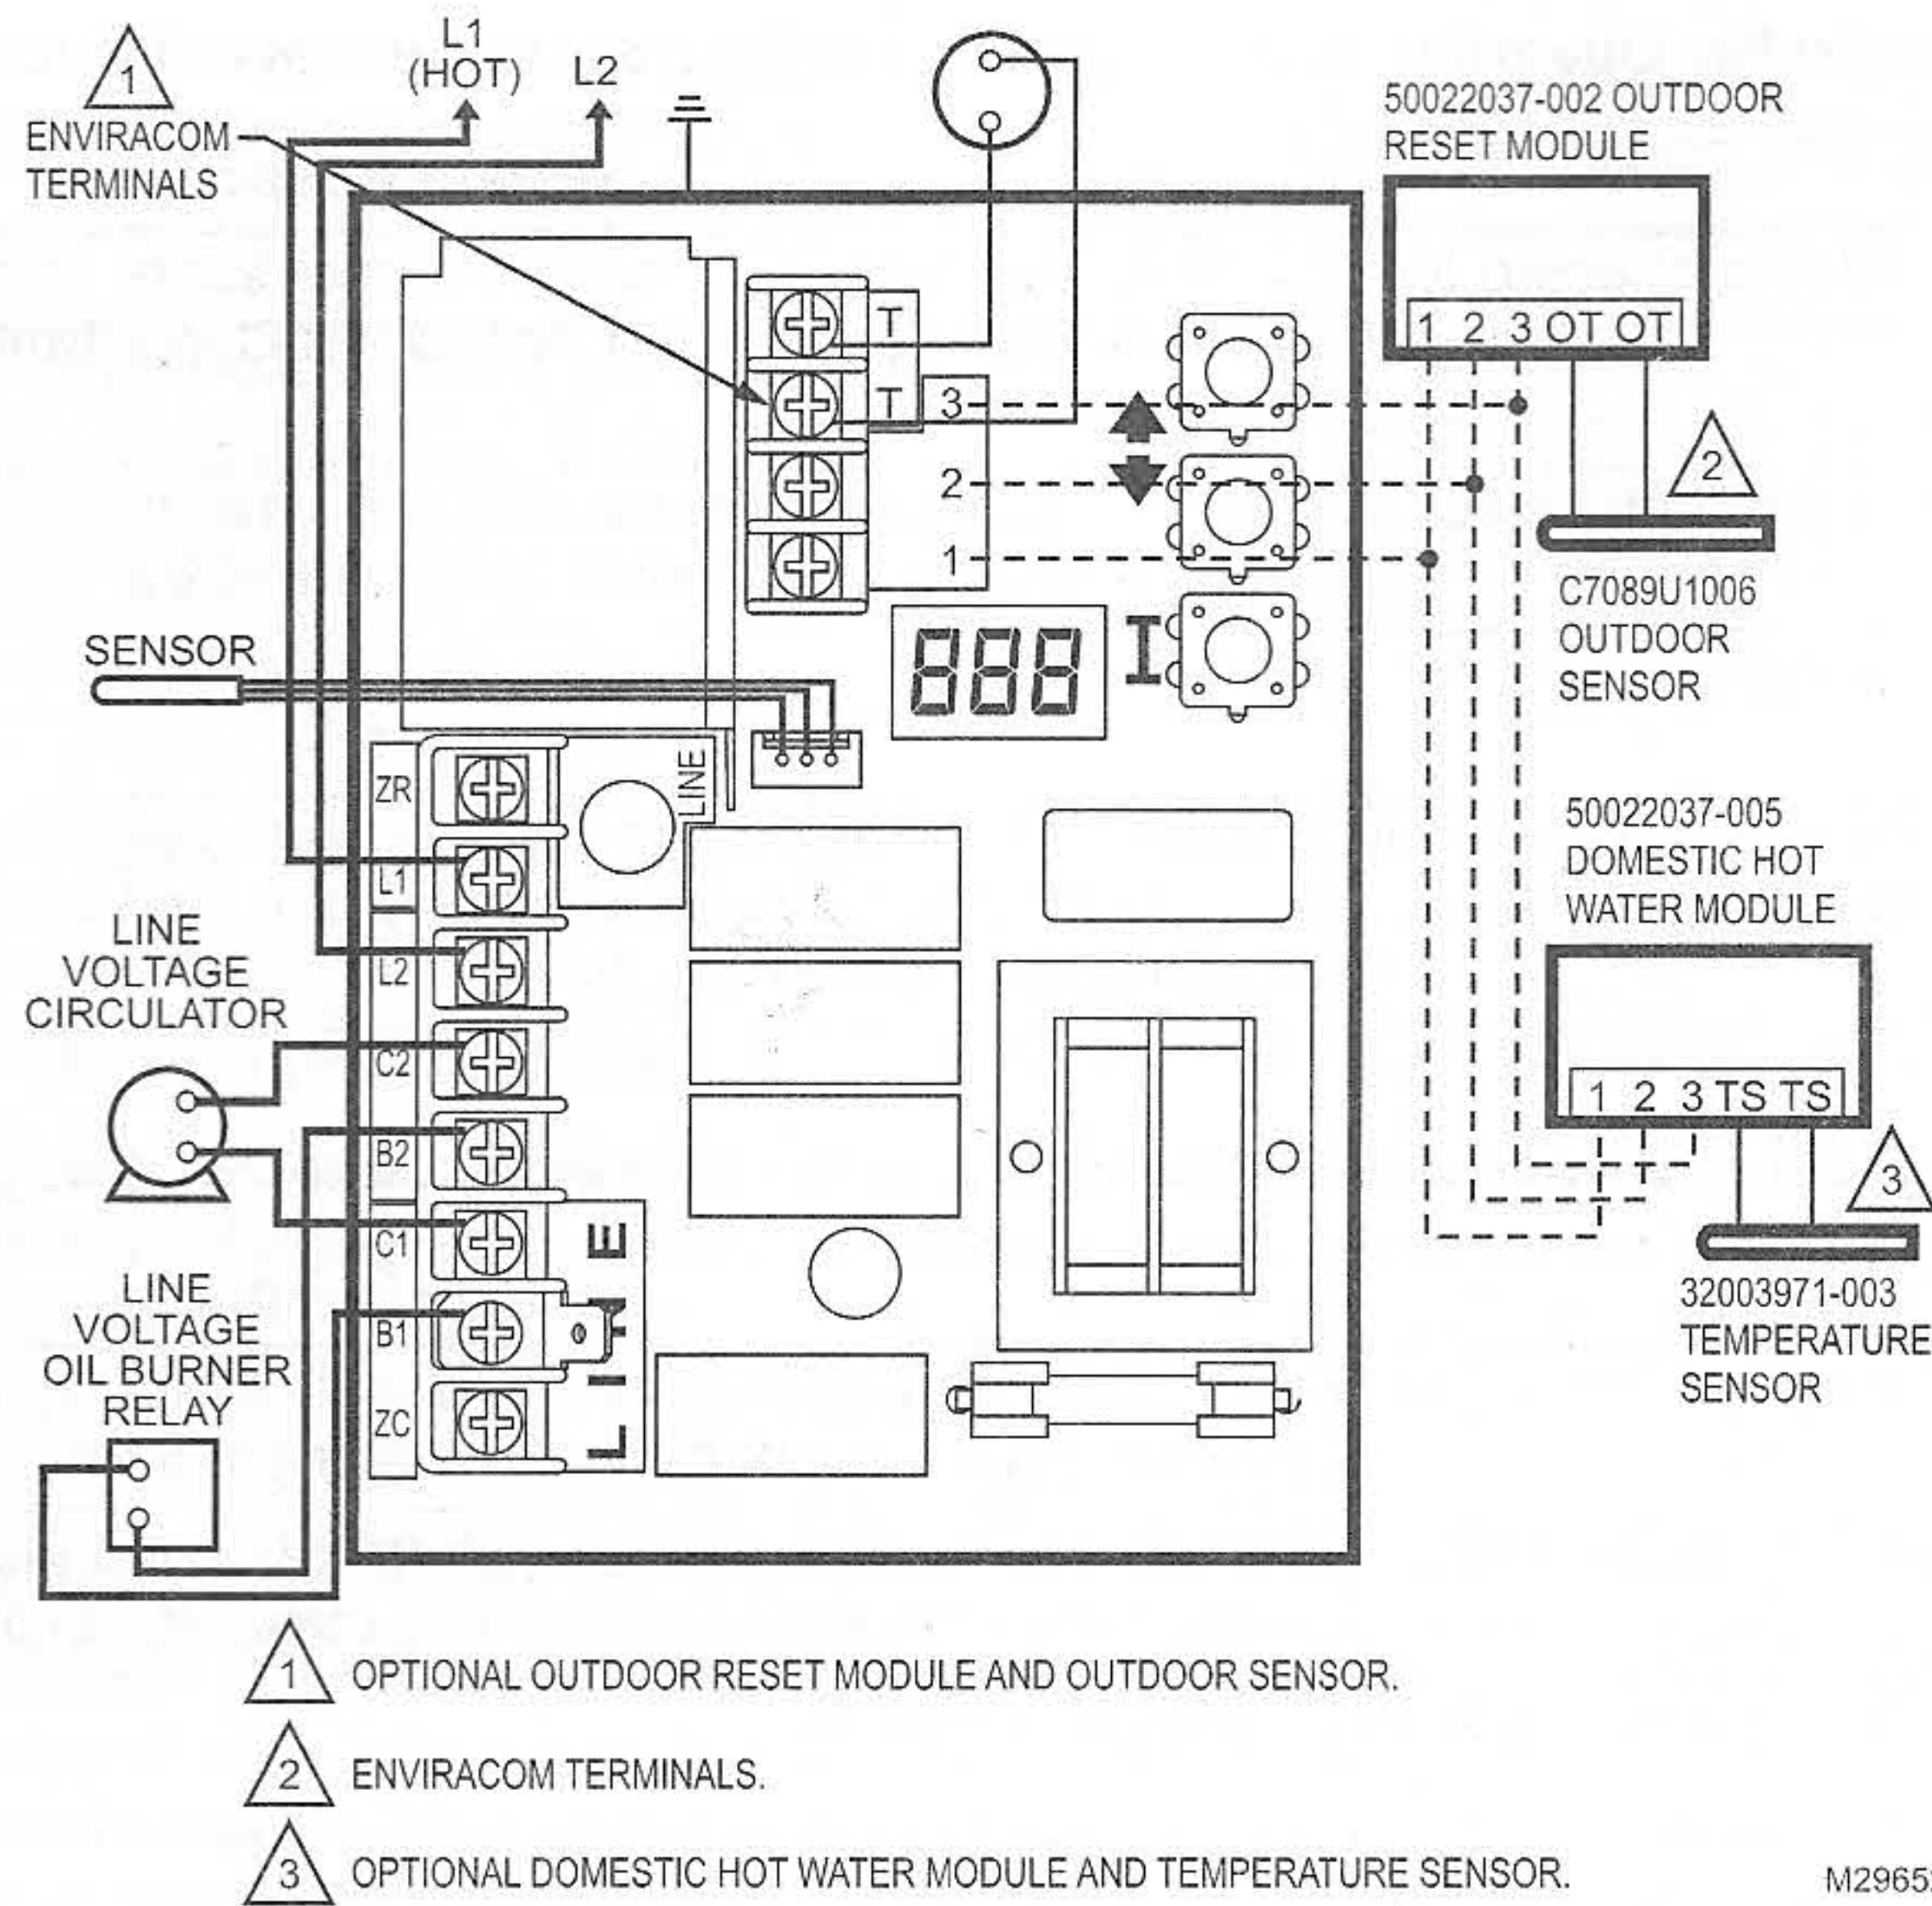 1
ENVIRACOM
TERMINALS
L1
(HOT)
L2
50022037-002 OUTDOOR
RESET MODULE
1 2 3 OT OT
T
T 3
2
1
2
C7089U1006
OUTDOOR
SENSOR
SENSOR
888
ZR
LINE
L1
L2
C2
B2
C1
B1
ZC
LINE
LINE
VOLTAGE
CIRCULATOR
LINE
VOLTAGE
OIL BURNER
RELAY
50022037-005
DOMESTIC HOT
WATER MODULE
1 2 3 TS TS
3
32003971-003
TEMPERATURE
SENSOR
1 OPTIONAL OUTDOOR RESET MODULE AND OUTDOOR SENSOR.
2 ENVIRACOM TERMINALS.
3 OPTIONAL DOMESTIC HOT WATER MODULE AND TEMPERATURE SENSOR.